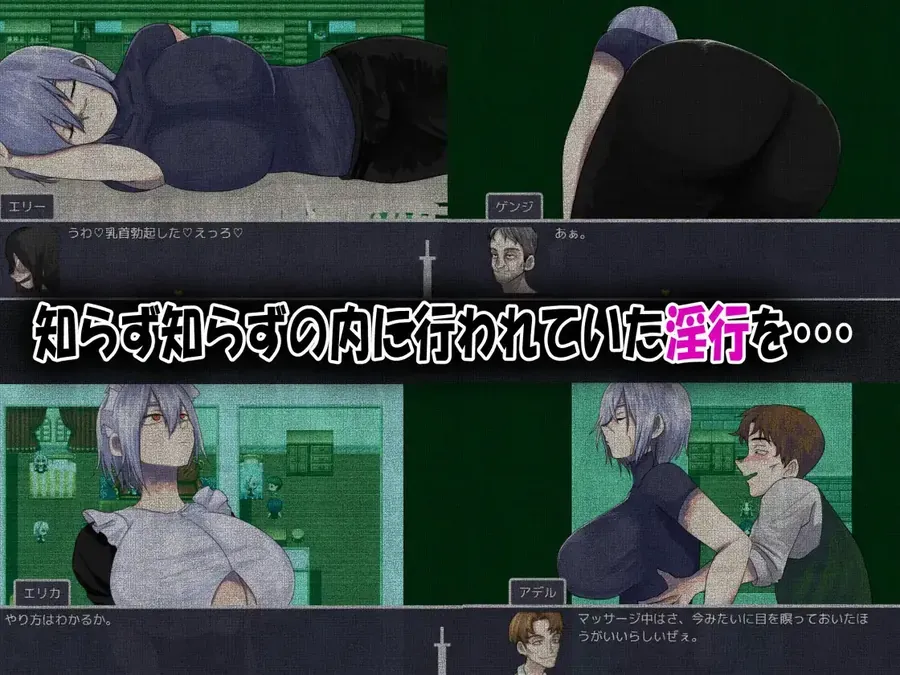 エリー
うわ♡乳首勃起した♡えっろ♡
ゲンジ
あぁ。
知らず知らずの内に行われていた淫行を・・・
エリカ
やり方はわかるか。
アデル
マッサージ中はさ、今みたいに目を瞑っておいたほ
うがいいらしいぜぇ。